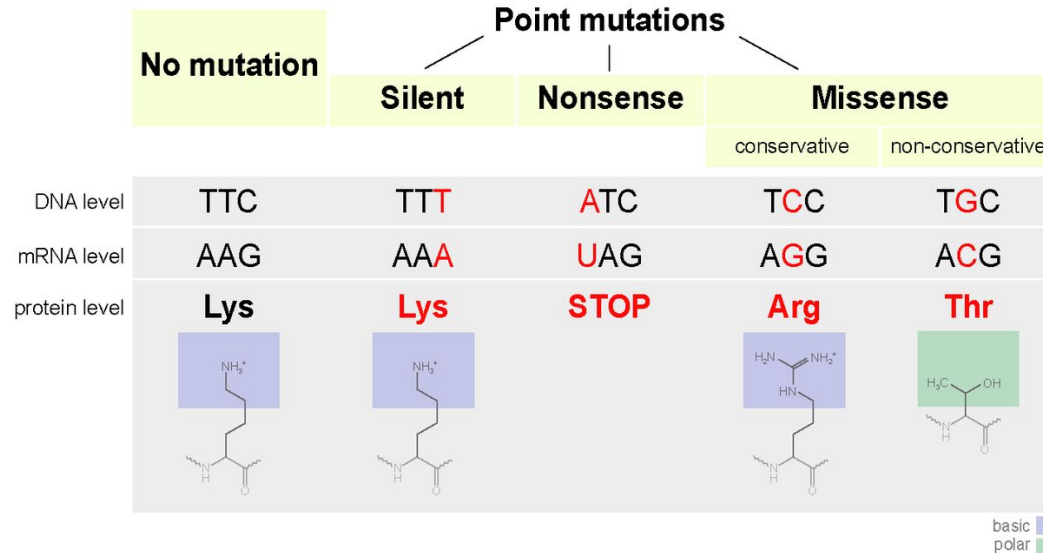 Point mutations
No mutation
Silent Nonsense Missense
conservative non-conservative
DNA level TTC TTT ATC TCC TGC
mRNA level AAG AAA UAG AGG ACG
protein level Lys Lys STOP Arg Thr
NH₃⁺ NH₃⁺ H₂N NH₂⁺
HN H₃C OH
N H O N H O N H O N H O
basic
polar